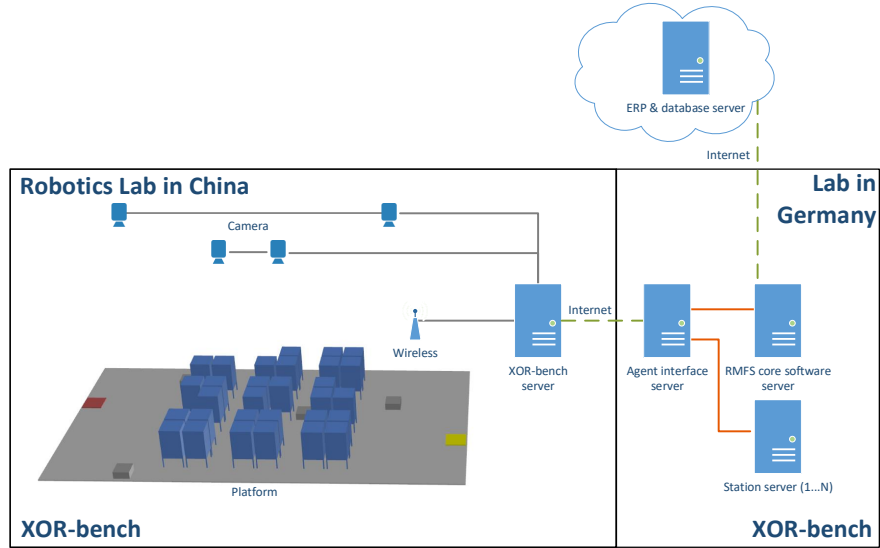 ERP & database server
Internet
Robotics Lab in China
Lab in
Germany
Camera
Internet
Wireless
XOR-bench
server
Agent interface
server
RMFS core software
server
Platform
Station server (1...N)
XOR-bench
XOR-bench